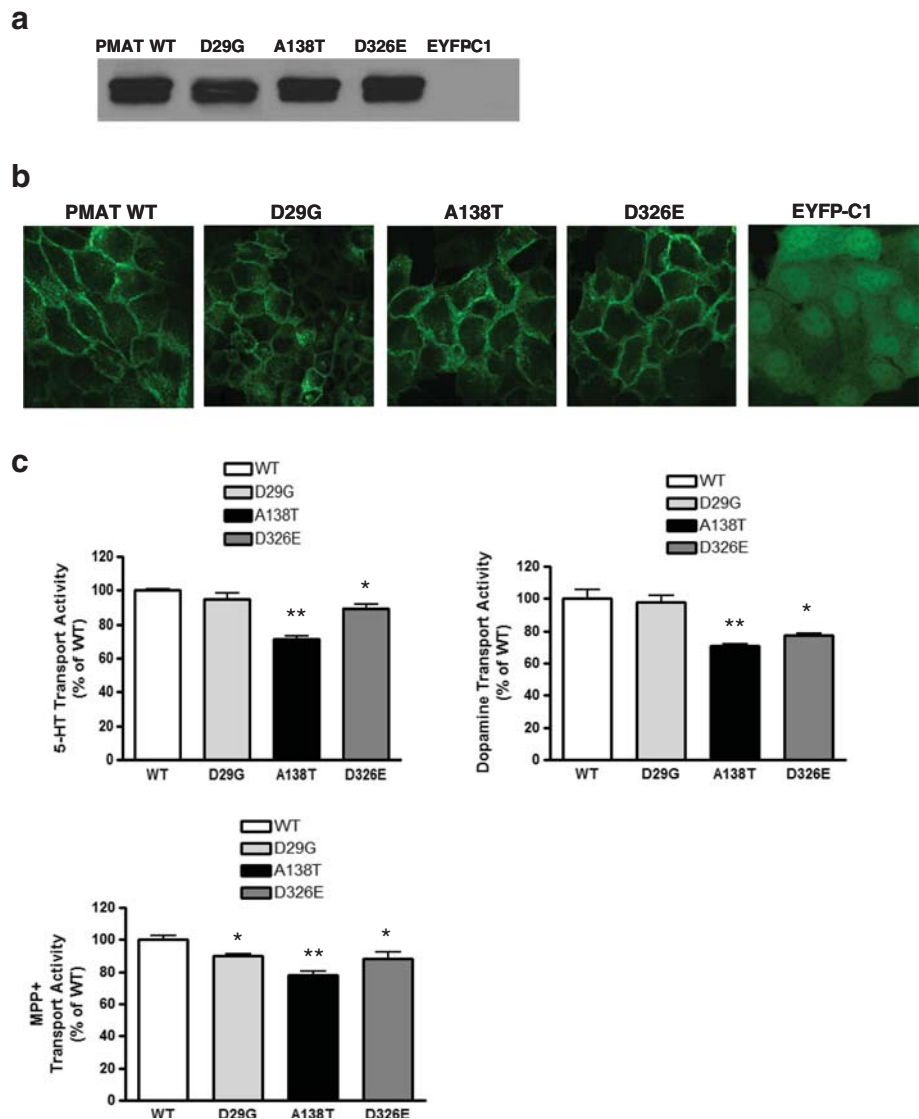 a
PMAT WT D29G A138T D326E EYFPC1
b
PMAT WT D29G A138T D326E EYFP-C1
c
WT
D29G
A138T
D326E
5-HT Transport Activity
(% of WT)
120
100
80
60
40
20
0
*
**
WT D29G A138T D326E
WT
D29G
A138T
D326E
Dopamine Transport Activity
(% of WT)
120
100
80
60
40
20
0
**
*
WT D29G A138T D326E
WT
D29G
A138T
D326E
MPP+
Transport Activity
(% of WT)
120
100
80
60
40
20
0
* ** *
WT D29G A138T D326E